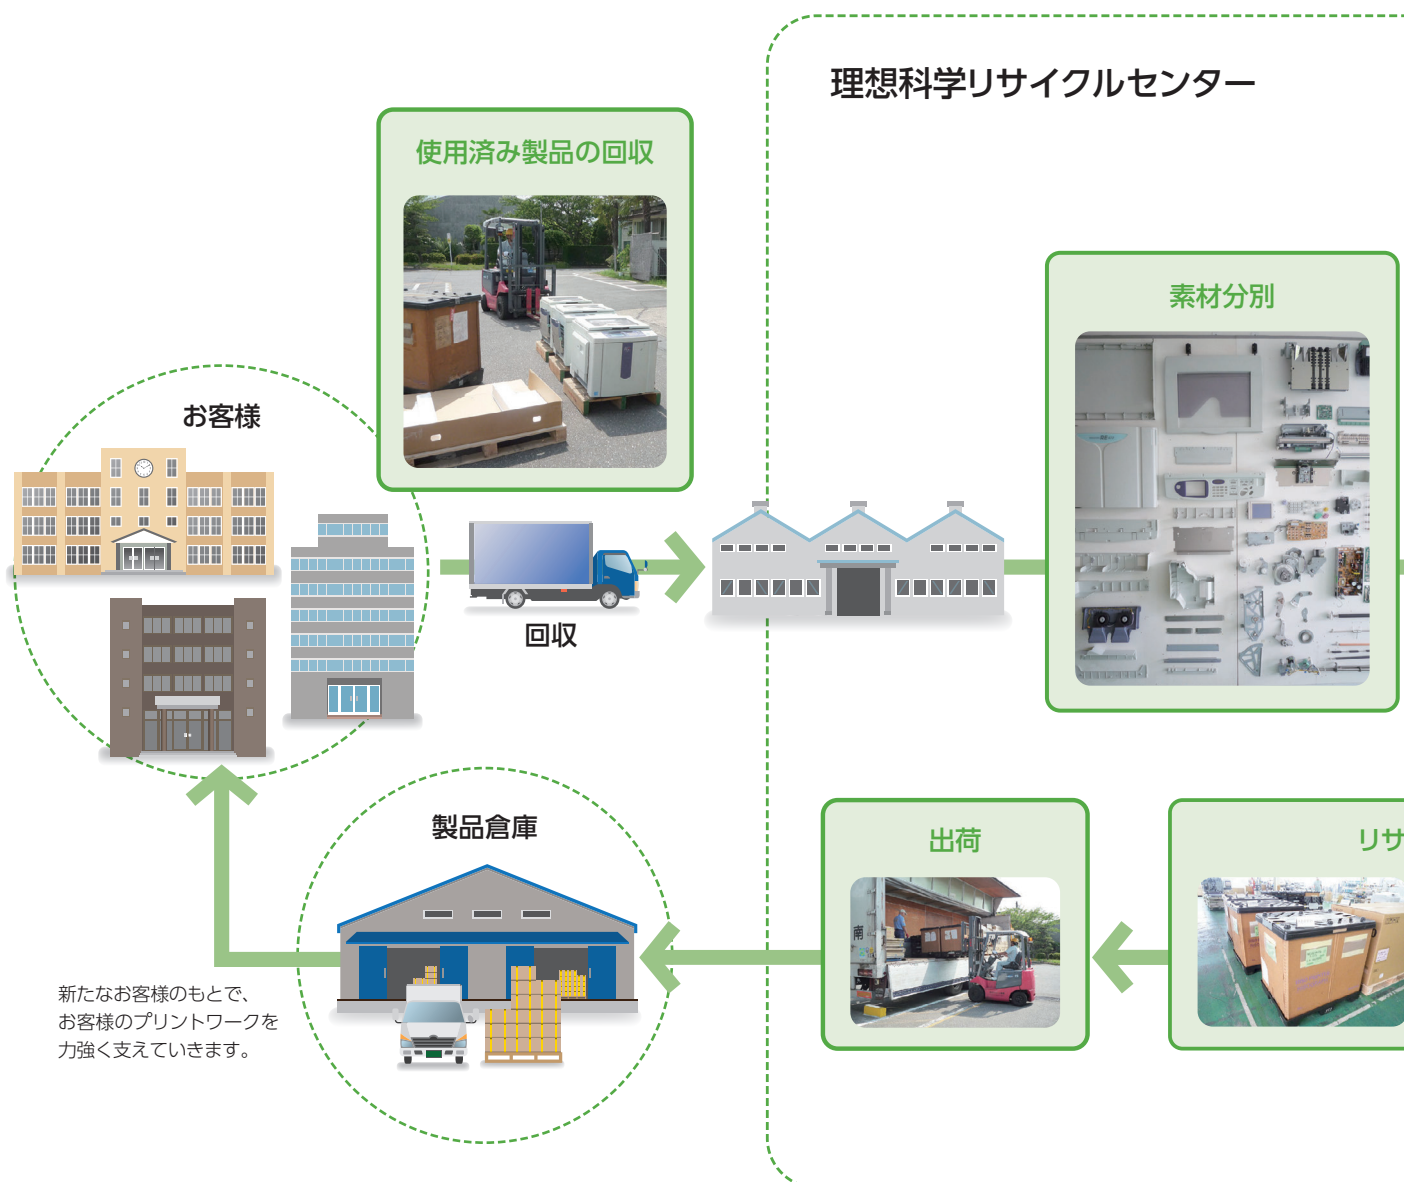 理想科学リサイクルセンター
使用済み製品の回収
素材分別
お客様
回収
製品倉庫
出荷
リサ
南
新たなお客様のもとで、
お客様のプリントワークを
力強く支えていきます。